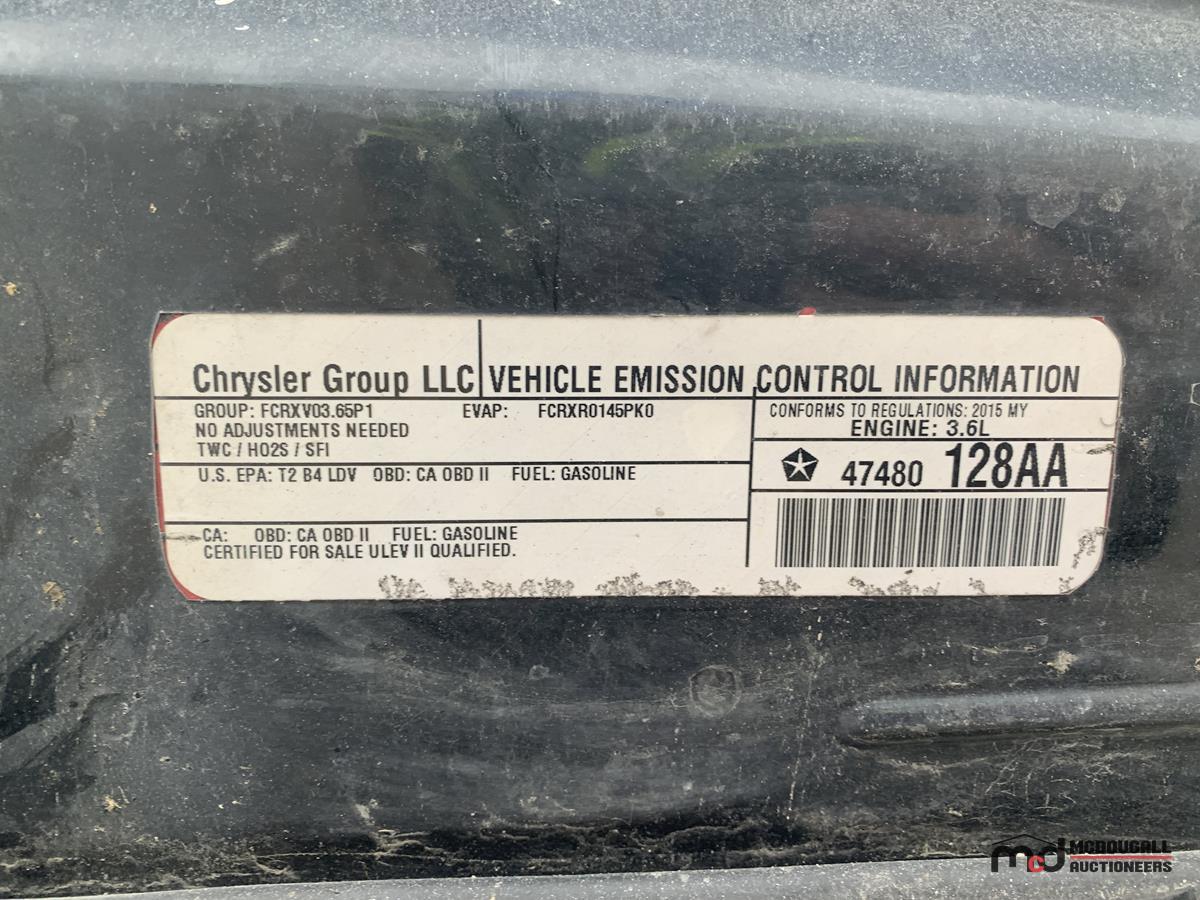 Chrysler Group LLC VEHICLE EMISSION CONTROL INFORMATION
GROUP: FCRXV03.65P1 EVAP: FCRXR0145PK0
NO ADJUSTMENTS NEEDED
TWC / HO2S / SFI
U.S. EPA: T2 B4 LDV OBD: CA OBD II FUEL: GASOLINE
CA: OBD: CA OBD II FUEL: GASOLINE
CERTIFIED FOR SALE ULEV II QUALIFIED.
CONFORMS TO REGULATIONS: 2015 MY
ENGINE: 3.6L
47480 128AA
mcd MCDOUGALL
AUCTIONEERS